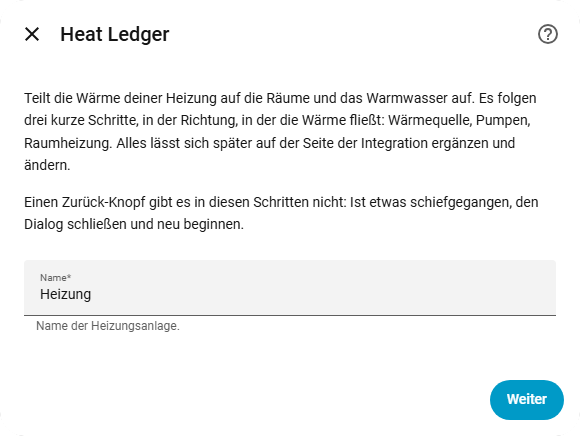 Heat Ledger
Teilt die Wärme deiner Heizung auf die Räume und das Warmwasser auf. Es folgen
drei kurze Schritte, in der Richtung, in der die Wärme fließt: Wärmequelle, Pumpen,
Raumheizung. Alles lässt sich später auf der Seite der Integration ergänzen und
ändern.
Einen Zurück-Knopf gibt es in diesen Schritten nicht: Ist etwas schiefgegangen, den
Dialog schließen und neu beginnen.
Name*
Heizung
Name der Heizungsanlage.
Weiter